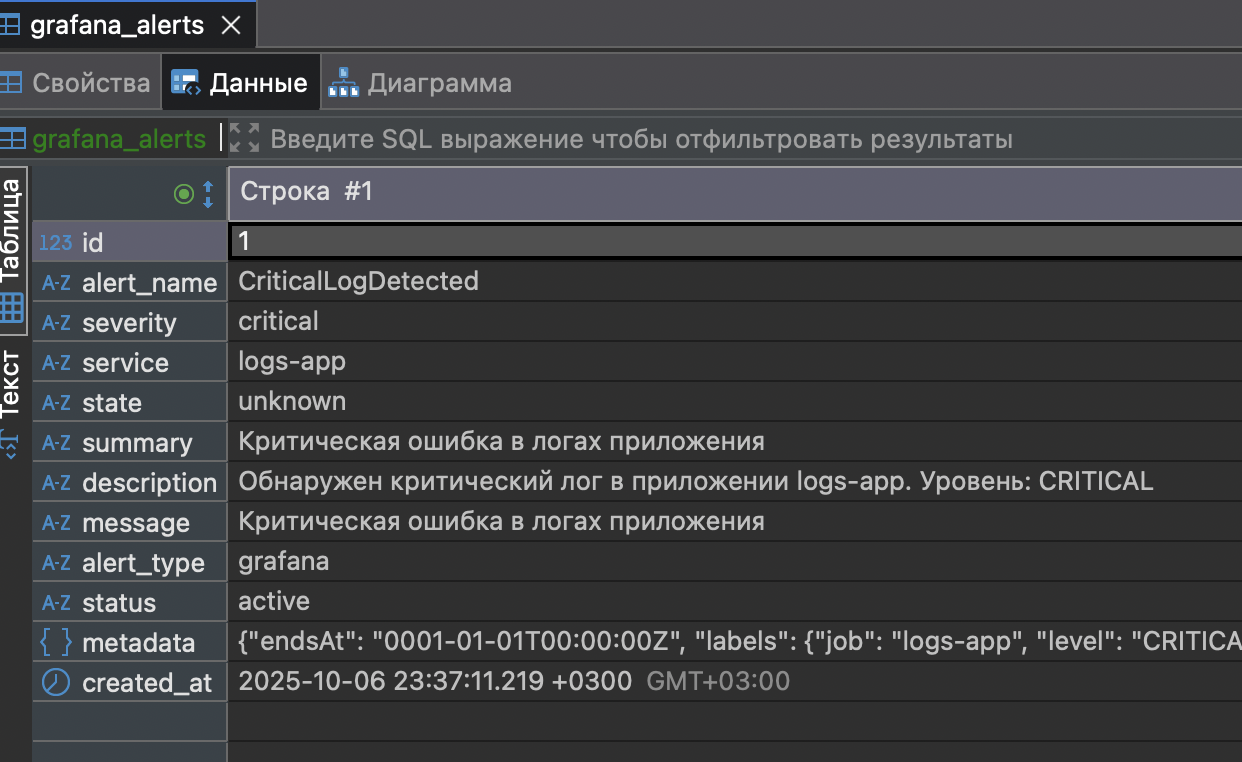 grafana_alerts
Свойства Данные Диаграмма
grafana_alerts Введите SQL выражение чтобы отфильтровать результаты
Таблица
Текст
Строка #1
123 id 1
A-Z alert_name CriticalLogDetected
A-Z severity critical
A-Z service logs-app
A-Z state unknown
A-Z summary Критическая ошибка в логах приложения
A-Z description Обнаружен критический лог в приложении logs-app. Уровень: CRITICAL
A-Z message Критическая ошибка в логах приложения
A-Z alert_type grafana
A-Z status active
{ } metadata {"endsAt": "0001-01-01T00:00:00Z", "labels": {"job": "logs-app", "level": "CRITICA
created_at 2025-10-06 23:37:11.219 +0300 GMT+03:00